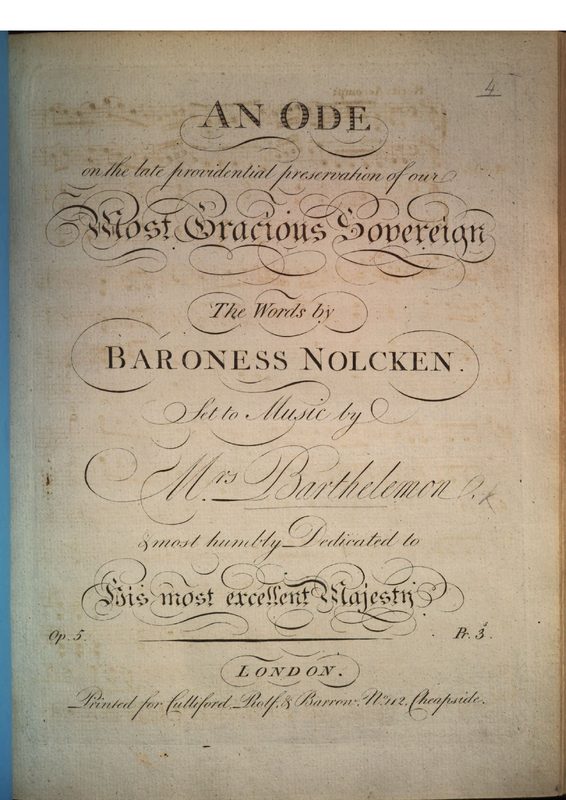 4.
AN ODE
on the late providential preservation of our
Most Gracious Sovereign
The Words by
BARONESS NOLCKEN.
Set to Music by
Mrs Barthelemon
& most humbly Dedicated to
His most excellent Majesty
Op. 5. Pr. 3s.
LONDON.
Printed for Culliford, Rolf, & Barrow, No. 112, Cheapside.